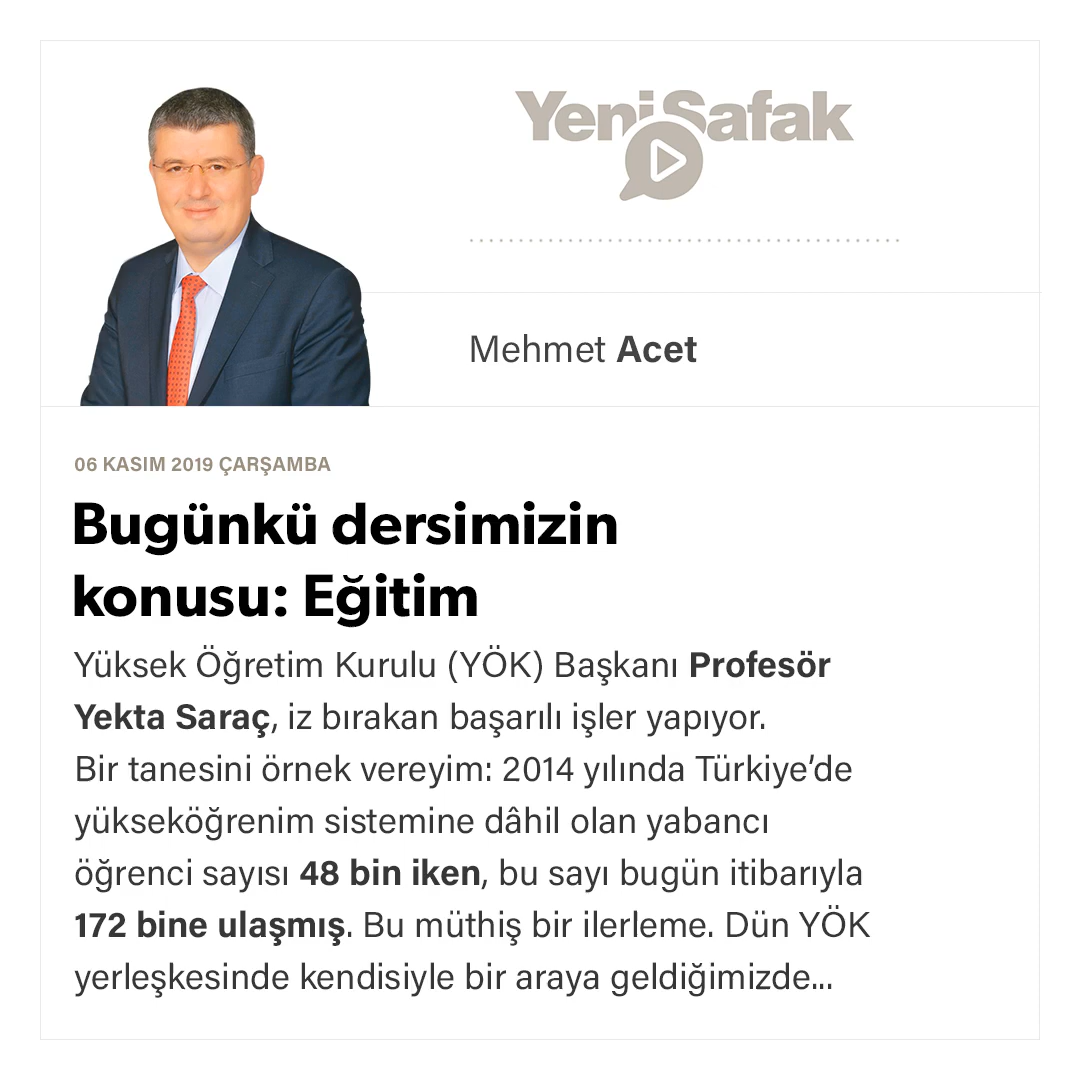 YeniŞafak
Mehmet Acet
06 KASIM 2019 ÇARŞAMBA
Bugünkü dersimizin
konusu: Eğitim
Yüksek Öğretim Kurulu (YÖK) Başkanı Profesör
Yekta Saraç, iz bırakan başarılı işler yapıyor.
Bir tanesini örnek vereyim: 2014 yılında Türkiye’de
yükseköğrenim sistemine dâhil olan yabancı
öğrenci sayısı 48 bin iken, bu sayı bugün itibarıyla
172 bine ulaşmış. Bu müthiş bir ilerleme. Dün YÖK
yerleşkesinde kendisiyle bir araya geldiğimizde...